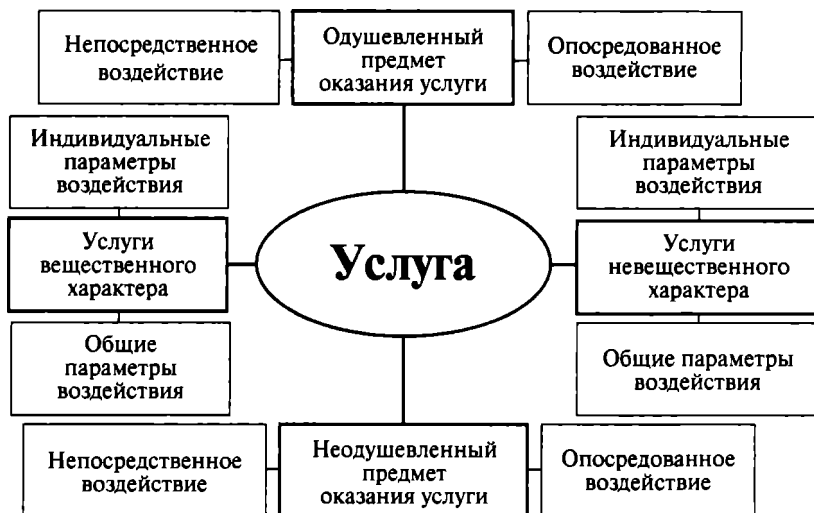 Непосредственное
воздействие
Одушевленный
предмет
оказания услуги
Опосредованное
воздействие
Индивидуальные
параметры
воздействия
Индивидуальные
параметры
воздействия
Услуги
вещественного
характера
Услуга
Услуги
невещественного
характера
Общие
параметры
воздействия
Общие параметры
воздействия
Непосредственное
воздействие
Неодушевленный
предмет
оказания услуги
Опосредованное
воздействие